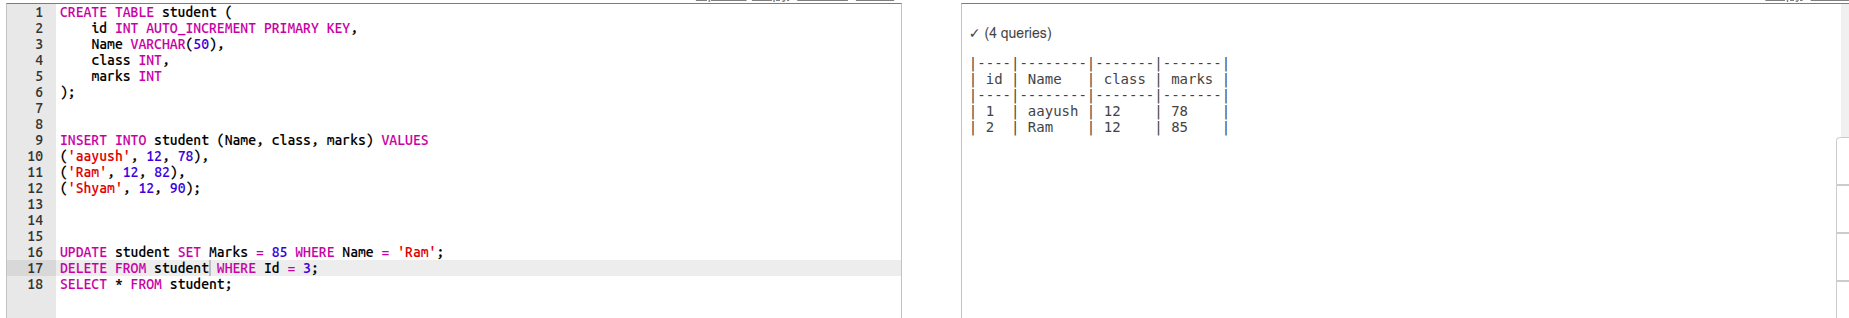 1 CREATE TABLE student (
2     id INT AUTO_INCREMENT PRIMARY KEY,
3     Name VARCHAR(50),
4     class INT,
5     marks INT
6 );
7
8
9 INSERT INTO student (Name, class, marks) VALUES
10 ('aayush', 12, 78),
11 ('Ram', 12, 82),
12 ('Shyam', 12, 90);
13
14
15
16 UPDATE student SET Marks = 85 WHERE Name = 'Ram';
17 DELETE FROM student WHERE Id = 3;
18 SELECT * FROM student;
✓ (4 queries)
|----|--------|-------|-------|
| id | Name   | class | marks |
|----|--------|-------|-------|
| 1  | aayush | 12    | 78    |
| 2  | Ram    | 12    | 85    |